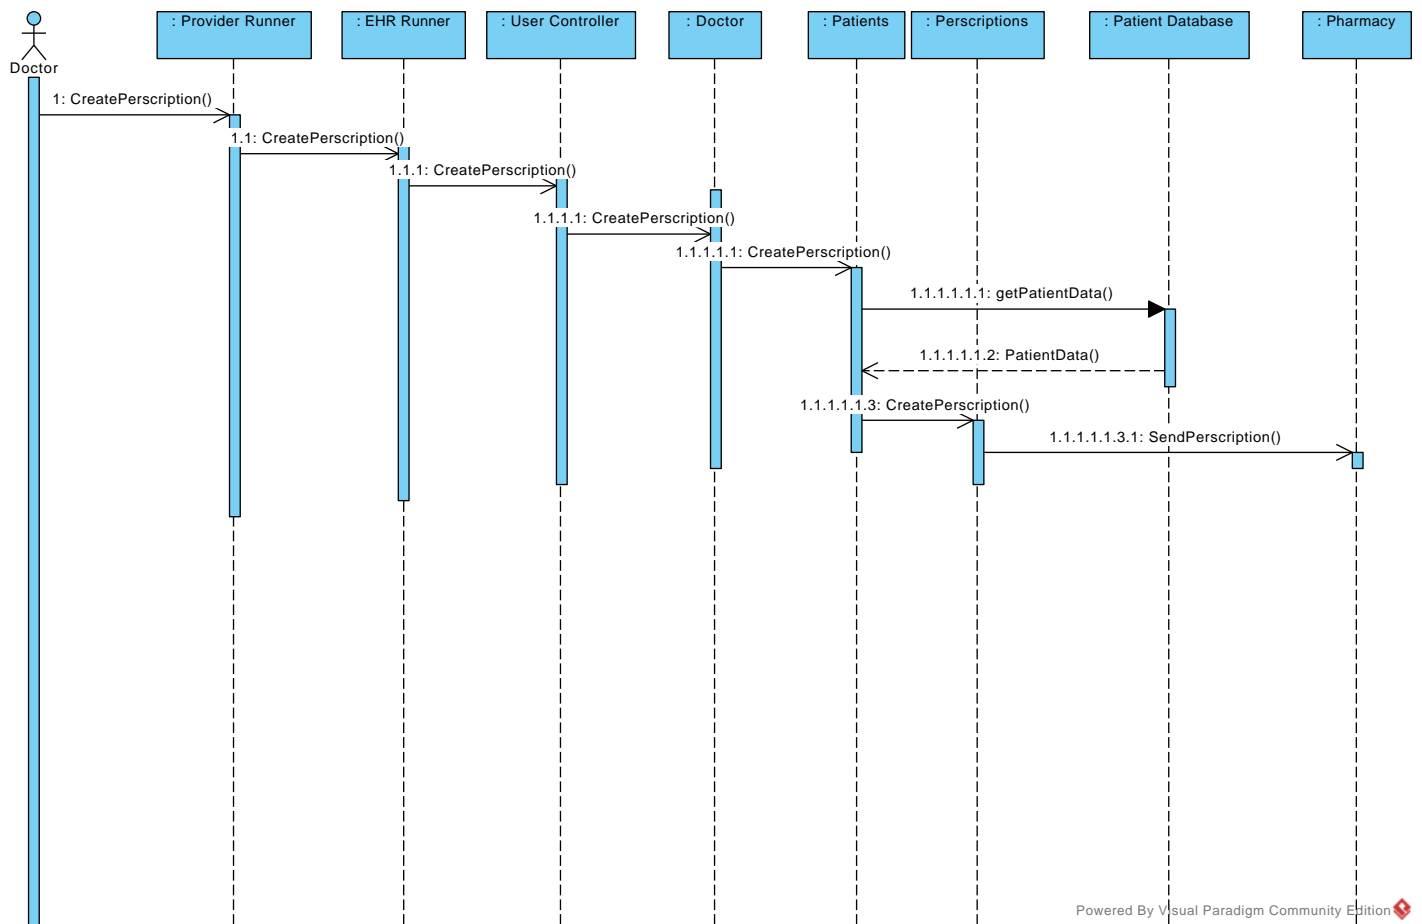 : Provider Runner
: EHR Runner
: User Controller
: Doctor
: Patients
: Perscriptions
: Patient Database
: Pharmacy
Doctor
1: CreatePerscription()
1.1: CreatePerscription()
1.1.1: CreatePerscription()
1.1.1.1: CreatePerscription()
1.1.1.1.1: CreatePerscription()
1.1.1.1.1.1: getPatientData()
1.1.1.1.1.2: PatientData()
1.1.1.1.1.3: CreatePerscription()
1.1.1.1.1.3.1: SendPerscription()
Powered By Visual Paradigm Community Edition